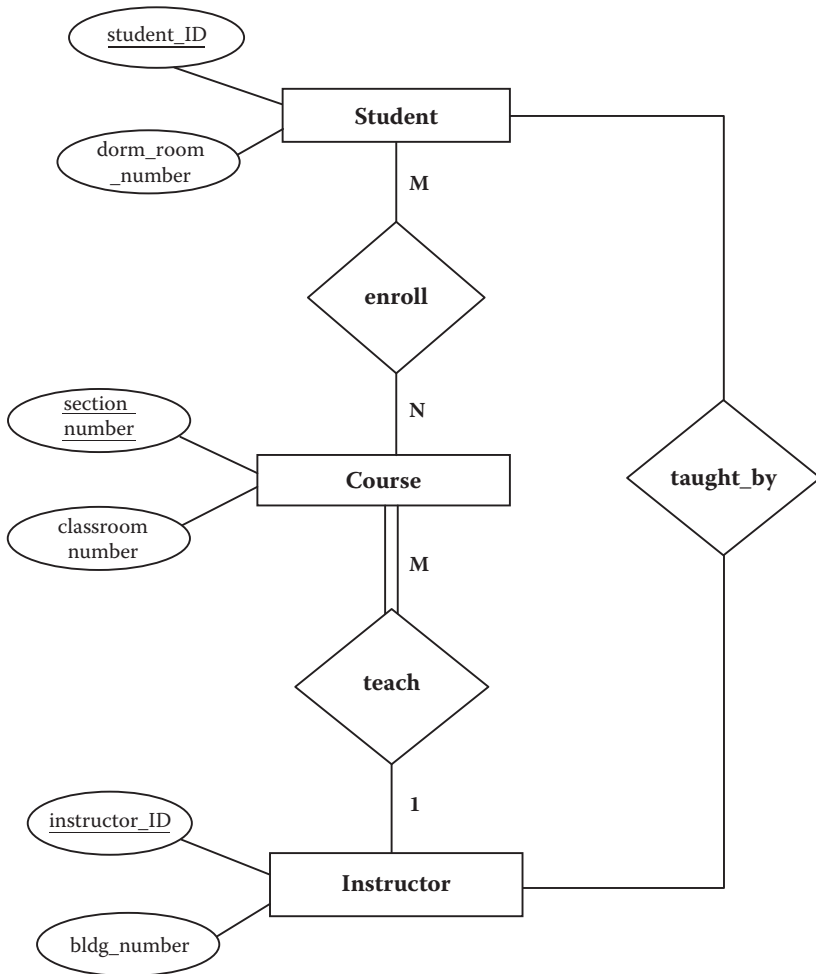 student_ID
Student
dorm_room
_number
M
enroll
N
section
number
Course
taught_by
classroom
number
M
teach
1
instructor_ID
Instructor
bldg_number